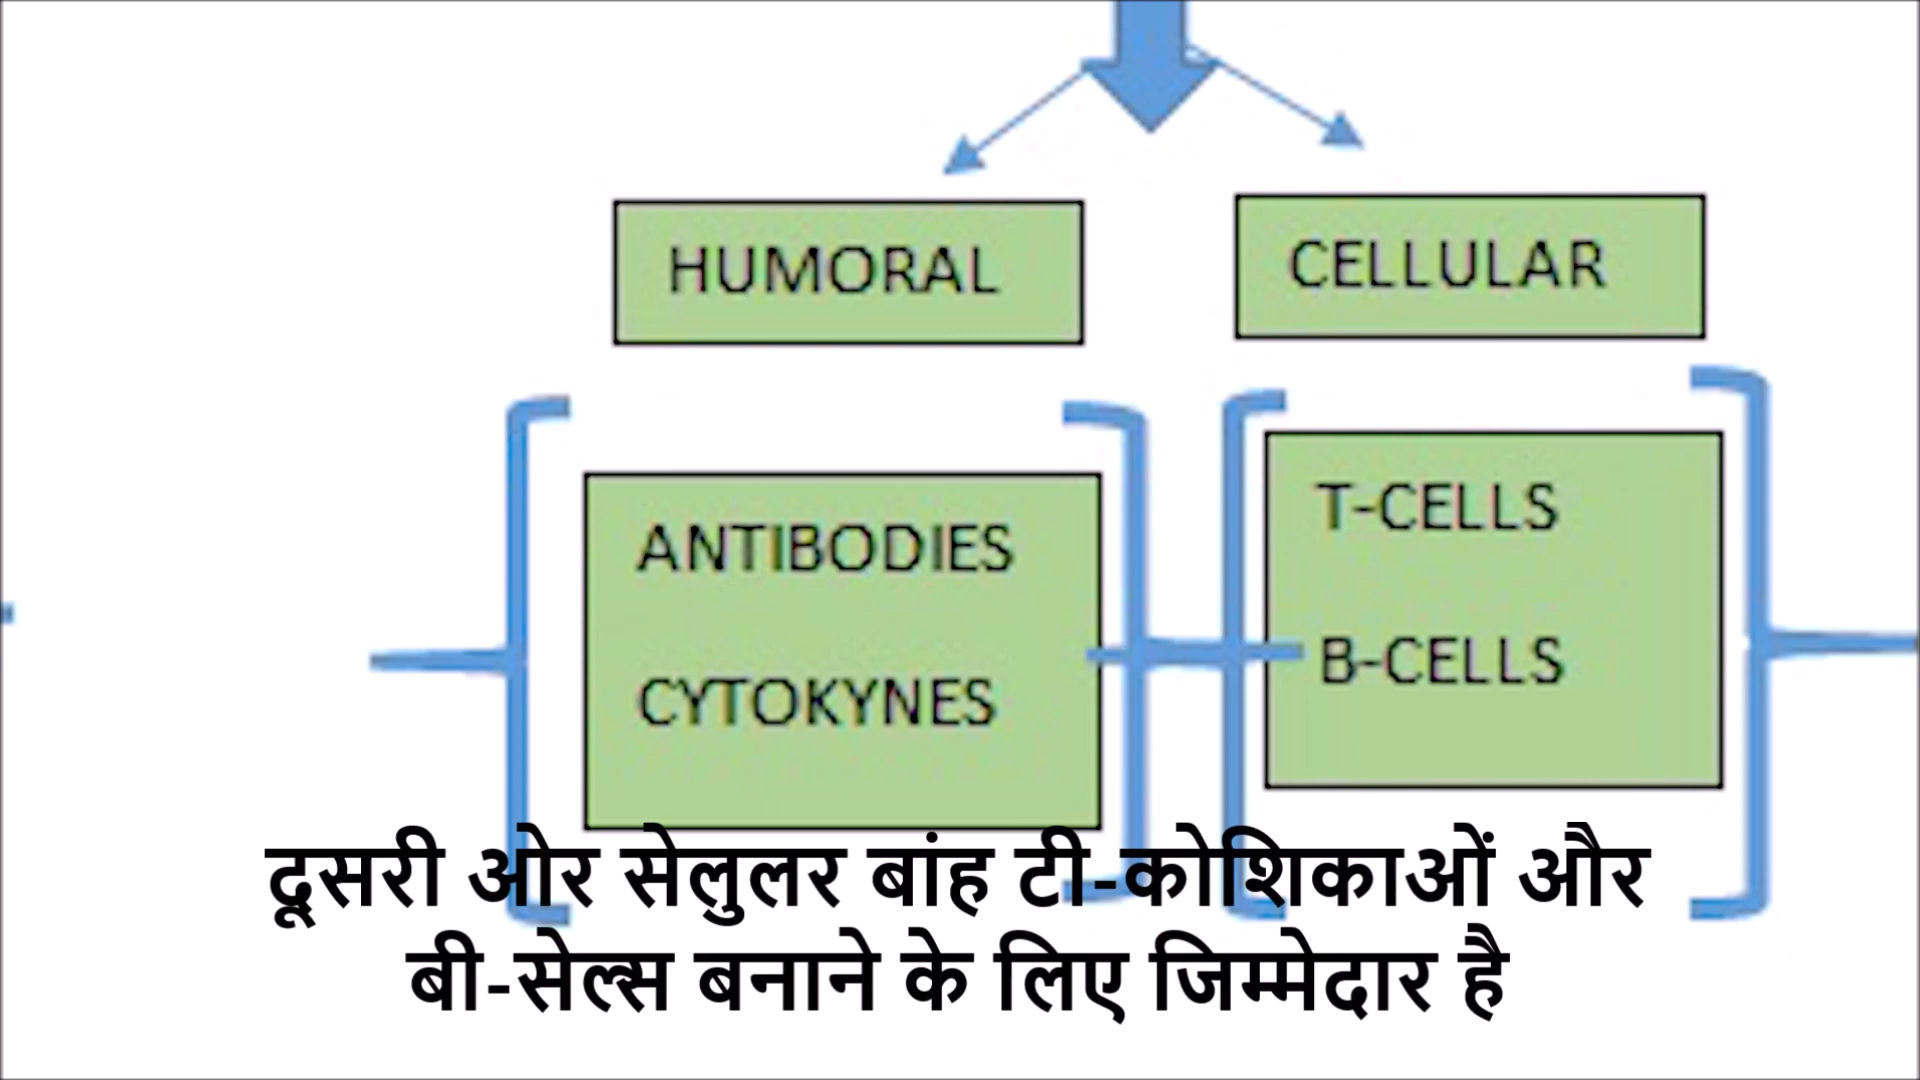 HUMORAL
CELLULAR
ANTIBODIES
CYTOKYNES
T-CELLS
B-CELLS
दूसरी ओर सेलुलर बांह टी-कोशिकाओं और
बी-सेल्स बनाने के लिए जिम्मेदार है